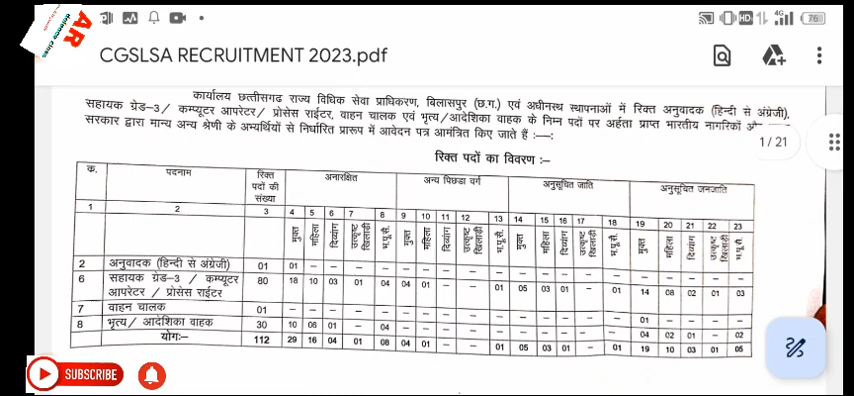 AR
HD 4G 76
CGSLSA RECRUITMENT 2023.pdf
कार्यालय छत्तीसगढ़ राज्य विधिक सेवा प्राधिकरण, बिलासपुर (छ.ग.) एवं अधीनस्थ स्थापनाओं में रिक्त अनुवादक (हिन्दी से अंग्रेजी),
सहायक ग्रेड-3/ कम्प्यूटर आपरेटर/ प्रोसेस राईटर, वाहन चालक एवं भृत्य/आदेशिका वाहक के निम्न पदों पर अर्हता प्राप्त भारतीय नागरिकों
सरकार द्वारा मान्य अन्य श्रेणी के अभ्यर्थियों से निर्धारित प्रारूप में आवेदन पत्र आमंत्रित किए जाते हैं :—:
1 / 21
रिक्त पदों का विवरण :–
क. पदनाम रिक्त पदों की संख्या अनारक्षित अन्य पिछडा वर्ग अनुसूचित जाति अनुसूचित जनजाति
1 2 3 4 5 6 7 8 9 10 11 12 13 14 15 16 17 18 19 20 21 22 23
मुक्त महिला दिव्यांग उत्कृष्ट खिलाड़ी भ.पू.सै. मुक्त महिला दिव्यांग उत्कृष्ट खिलाड़ी भ.पू.सै. मुक्त महिला दिव्यांग उत्कृष्ट खिलाड़ी भ.पू.सै. मुक्त महिला दिव्यांग उत्कृष्ट खिलाड़ी भ.पू.सै.
2 अनुवादक (हिन्दी से अंग्रेजी) 01 01 – – – – – – – – – – – – – – – – – – –
6 सहायक ग्रेड-3 / कम्प्यूटर आपरेटर / प्रोसेस राईटर 80 18 10 03 01 04 04 01 – – 01 05 03 01 – 01 14 08 02 01 03
7 वाहन चालक 01 – – – – – – – – – – – – – – – 01 – – – –
8 भृत्य/ आदेशिका वाहक 30 10 06 01 – 04 – – – – – – – – – – 04 02 01 – 02
योग:– 112 29 16 04 01 08 04 01 – – 01 05 03 01 – 01 19 10 03 01 05
SUBSCRIBE